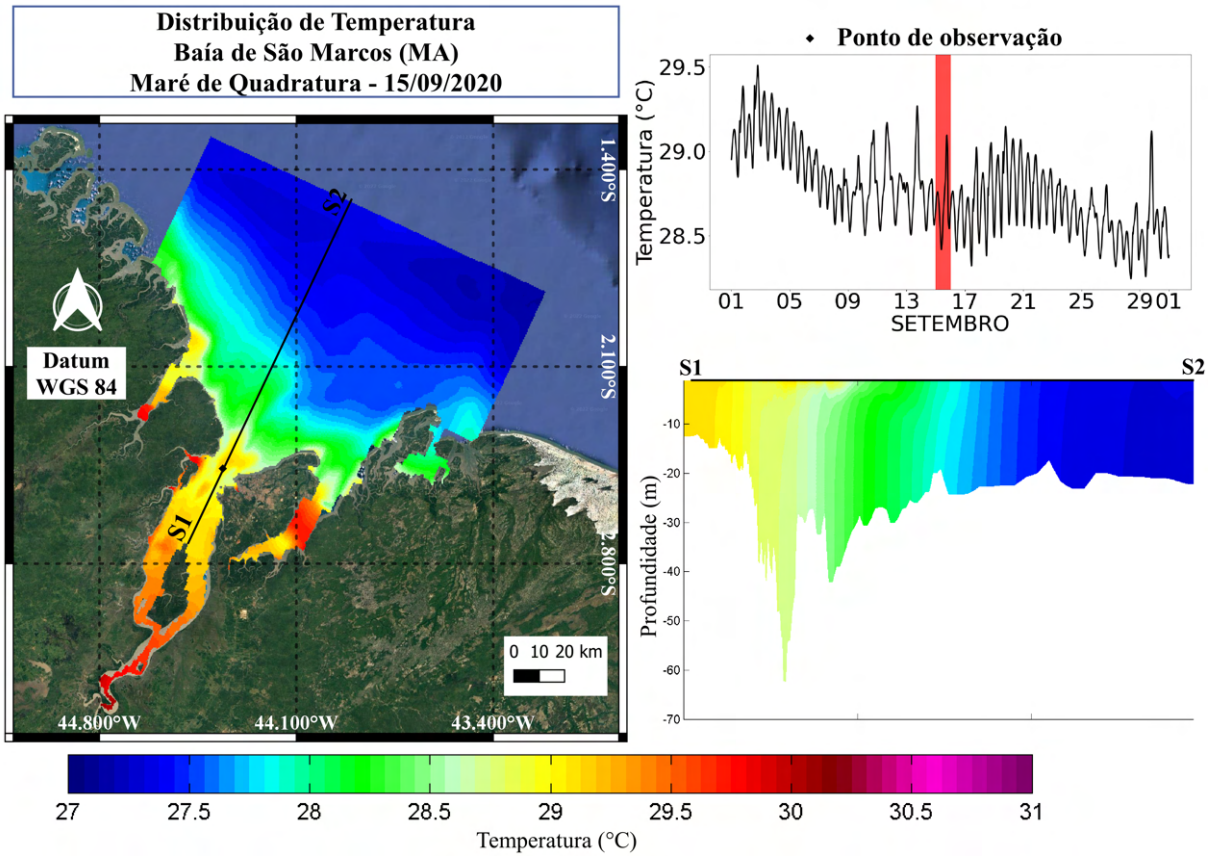 Distribuição de Temperatura
Baía de São Marcos (MA)
Maré de Quadratura - 15/09/2020
1.400°S
2.100°S
2.800°S
S2
S1
Datum
WGS 84
0 10 20 km
44.800°W 44.100°W 43.400°W
Ponto de observação
Temperatura (°C)
29.5
29.0
28.5
01 05 09 13 17 21 25 29 01
SETEMBRO
S1 S2
Profundidade (m)
-10
-20
-30
-40
-50
-60
-70
27 27.5 28 28.5 29 29.5 30 30.5 31
Temperatura (°C)